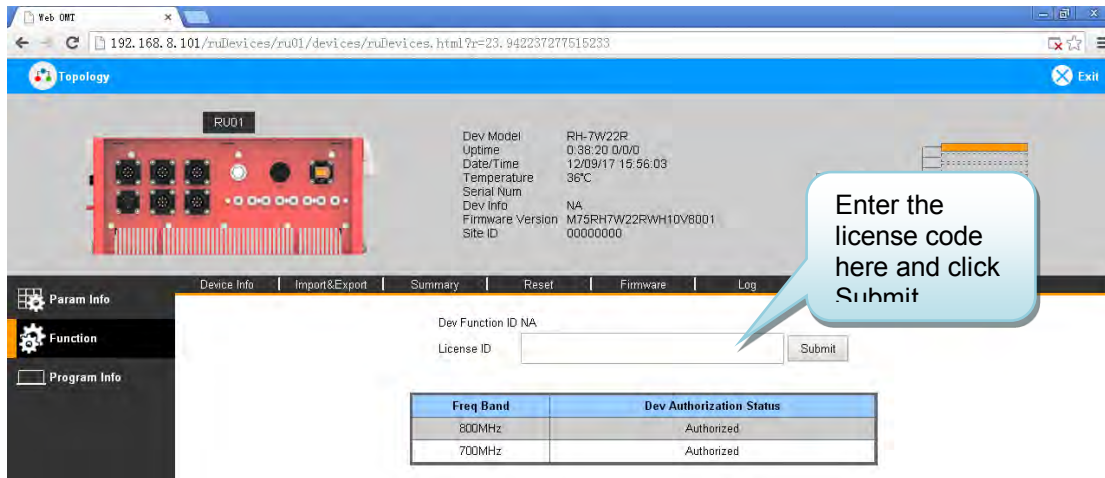 Web OMT
192.168.8.101/ruDevices/ru01/devices/ruDevices.html?r=23.942237277515233
Topology
Exit
RU01
Dev Model RH-7W22R
Uptime 0:38:20 0/0/0
Date/Time 12/09/17 15:56:03
Temperature 36°C
Serial Num
Dev Info NA
Firmware Version M75RH7W22RWH10V8001
Site ID 00000000
Enter the
license code
here and click
Submit
Device Info Import&Export Summary Reset Firmware Log
Param Info
Function
Program Info
Dev Function ID NA
License ID Submit
Freq Band Dev Authorization Status
800MHz Authorized
700MHz Authorized